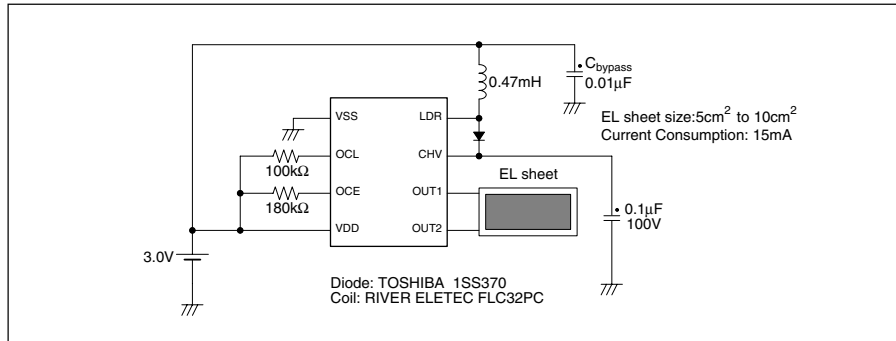 0.47mH
Cbypass
0.01µF
EL sheet size:5cm² to 10cm²
Current Consumption: 15mA
VSS
LDR
OCL
CHV
100kΩ
EL sheet
OCE
OUT1
180kΩ
0.1µF
100V
VDD
OUT2
3.0V
Diode: TOSHIBA 1SS370
Coil: RIVER ELETEC FLC32PC